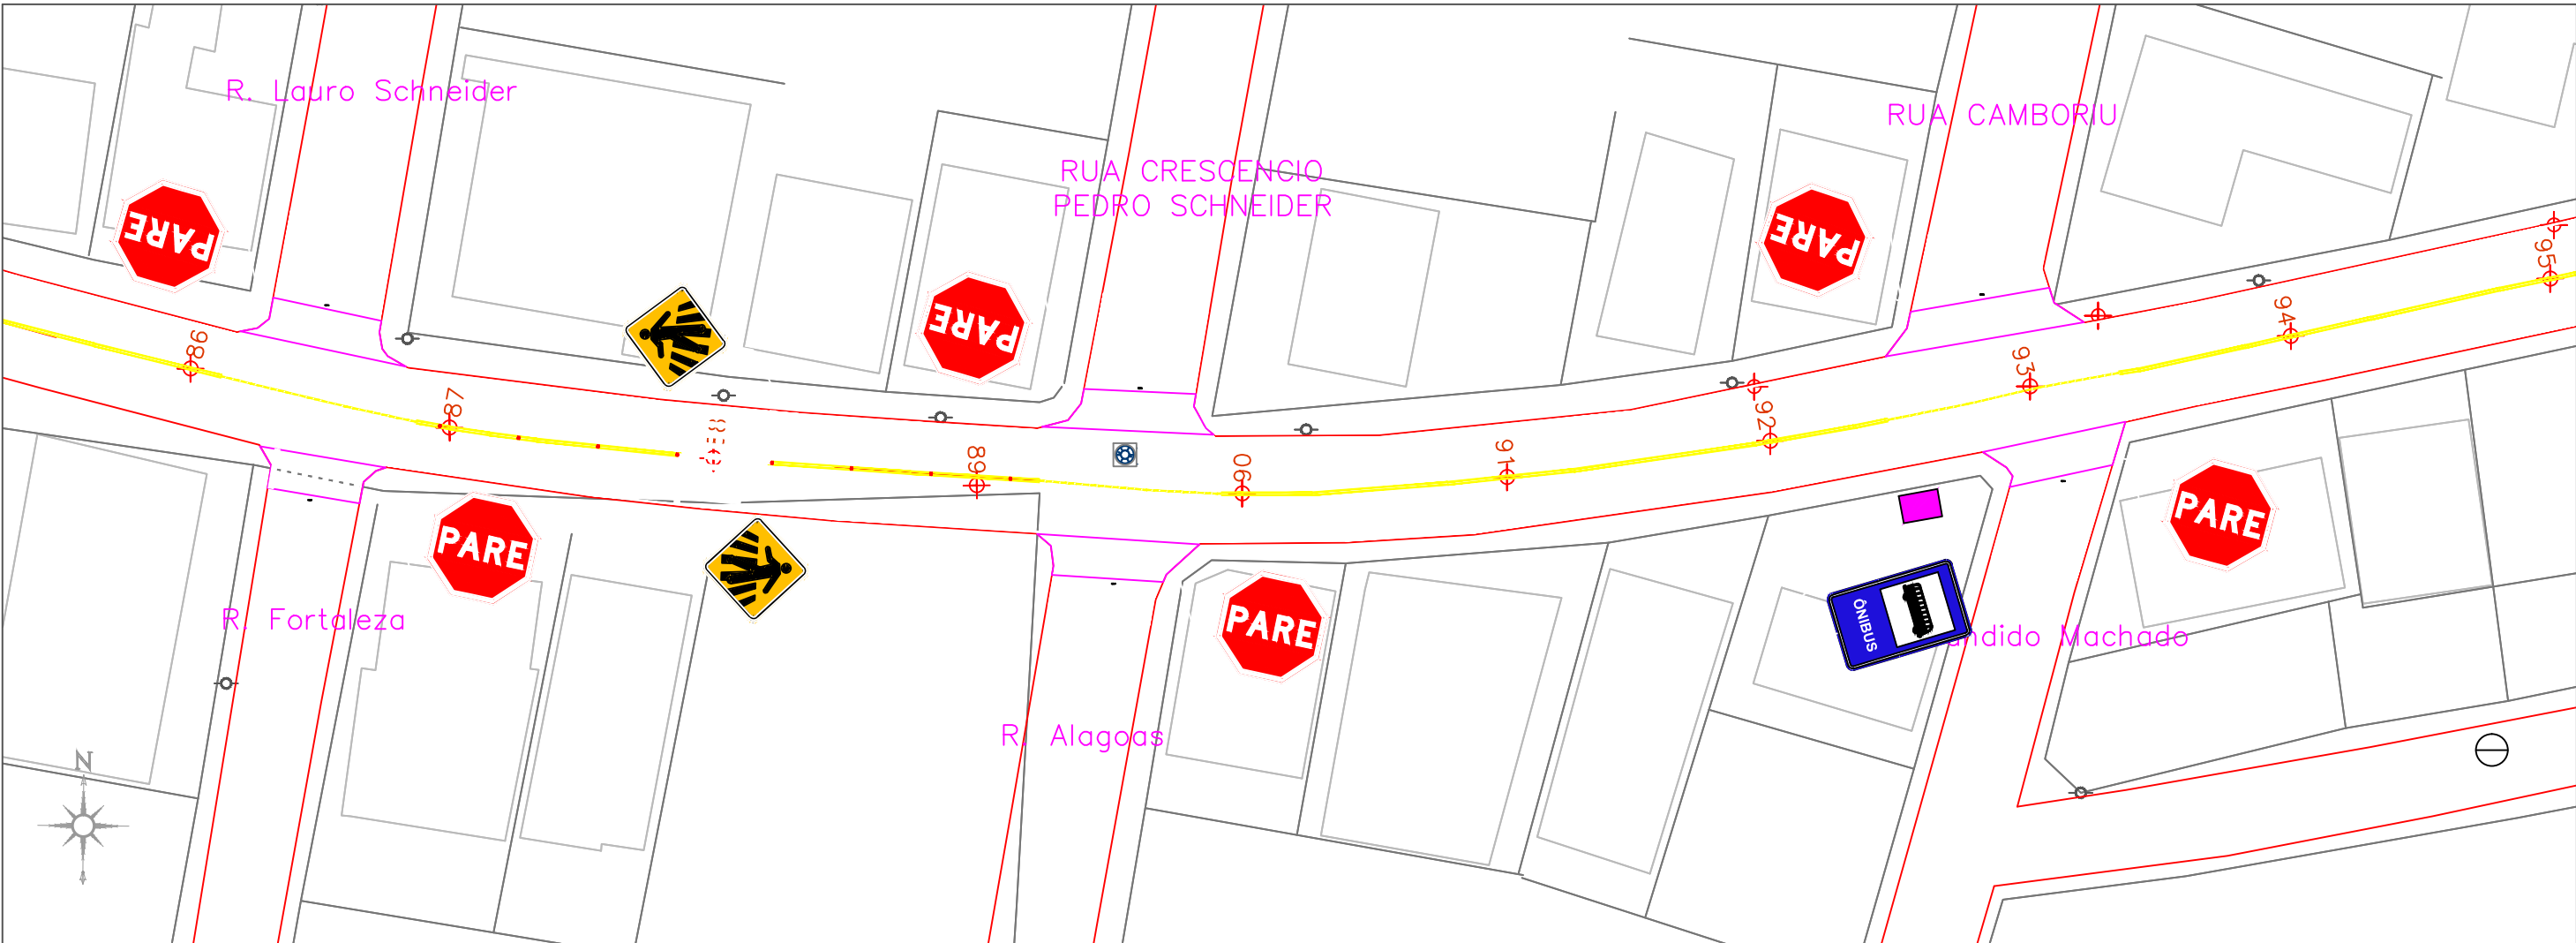 R. Lauro Schneider
RUA CAMBORIU
RUA CRESCENCIO
PEDRO SCHNEIDER
PARE
PARE
PARE
95
94
86
93
87
92
88
91
89
90
PARE
PARE
PARE
ÔNIBUS
R. Fortaleza
ndido Machado
R. Alagoas
N